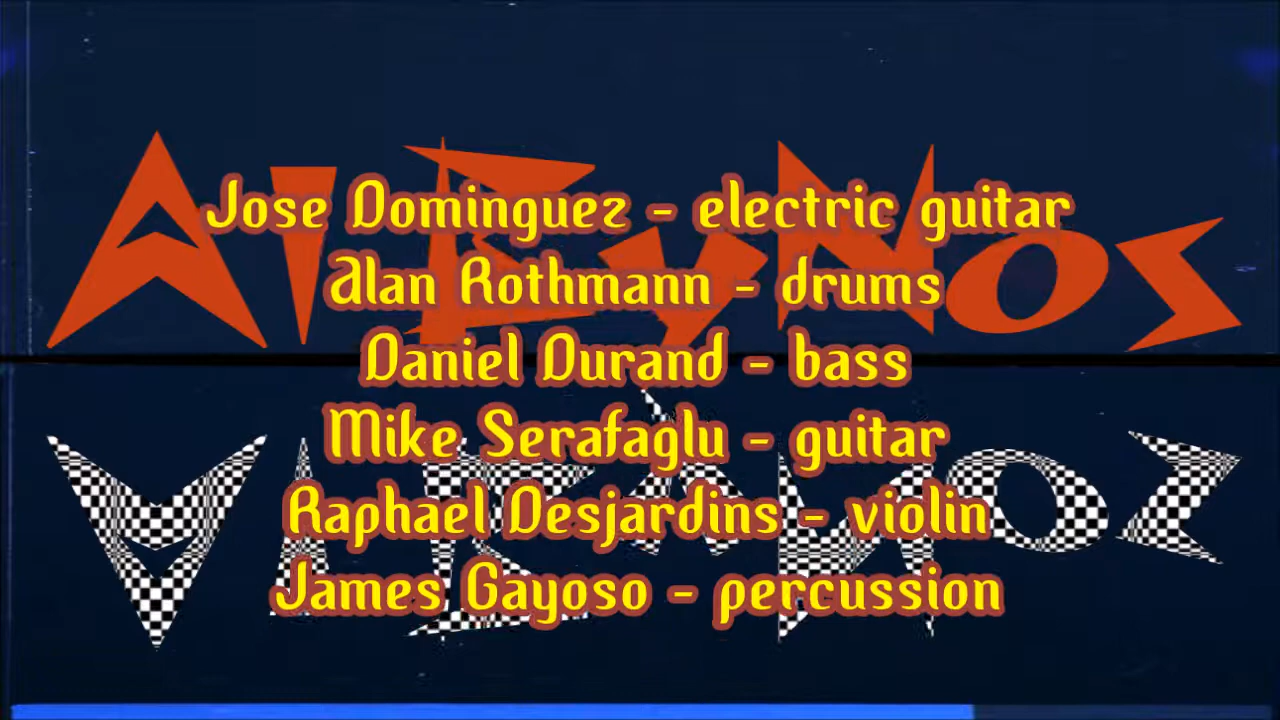 AlEyNos
Jose Dominguez - electric guitar
Alan Rothmann - drums
Daniel Durand - bass
Mike Serafaglu - guitar
Raphael Desjardins - violin
James Gayoso - percussion